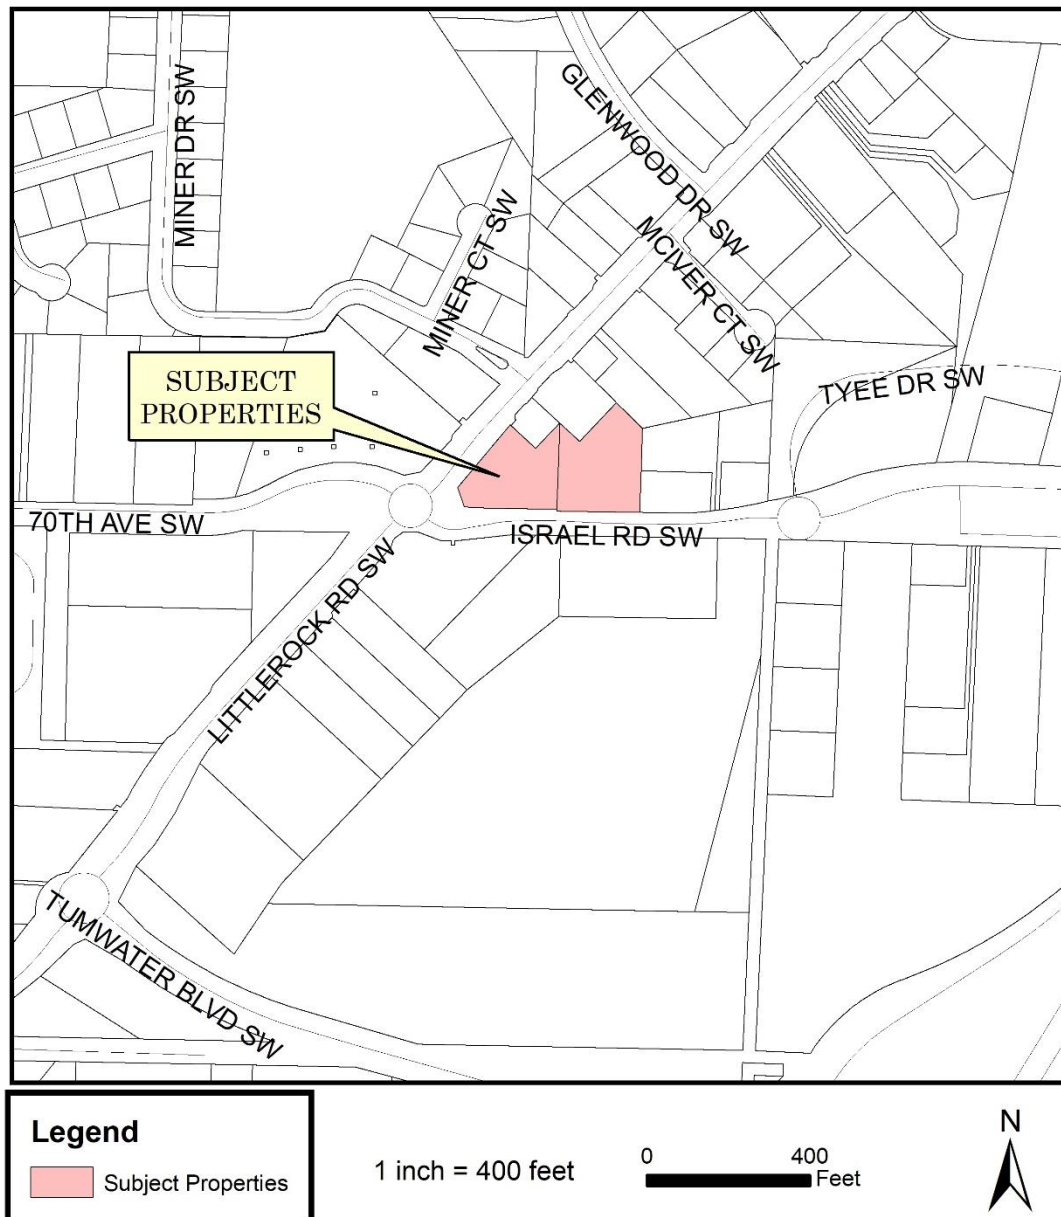 MINER DR SW
GLENWOOD DR SW
MINER CT SW
MCIVER CT SW
SUBJECT
PROPERTIES
TYEE DR SW
70TH AVE SW
ISRAEL RD SW
LITTLEROCK RD SW
TUMWATER BLVD SW
Legend
Subject Properties
1 inch = 400 feet
0 400
Feet
N